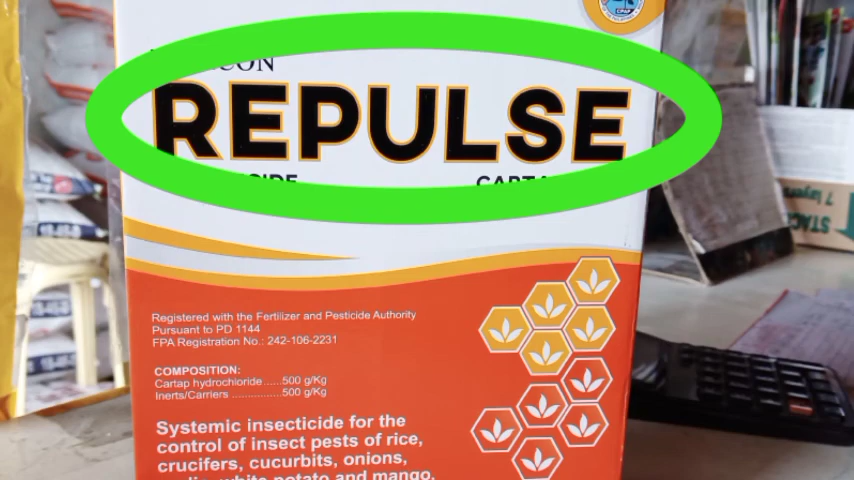 REPULSE
Registered with the Fertilizer and Pesticide Authority
Pursuant to PD 1144
FPA Registration No.: 242-106-2231
COMPOSITION:
Cartap hydrochloride......500 g/Kg
Inerts/Carriers ................500 g/Kg
Systemic insecticide for the
control of insect pests of rice,
crucifers, cucurbits, onions,
white potato and mango.
7 layers